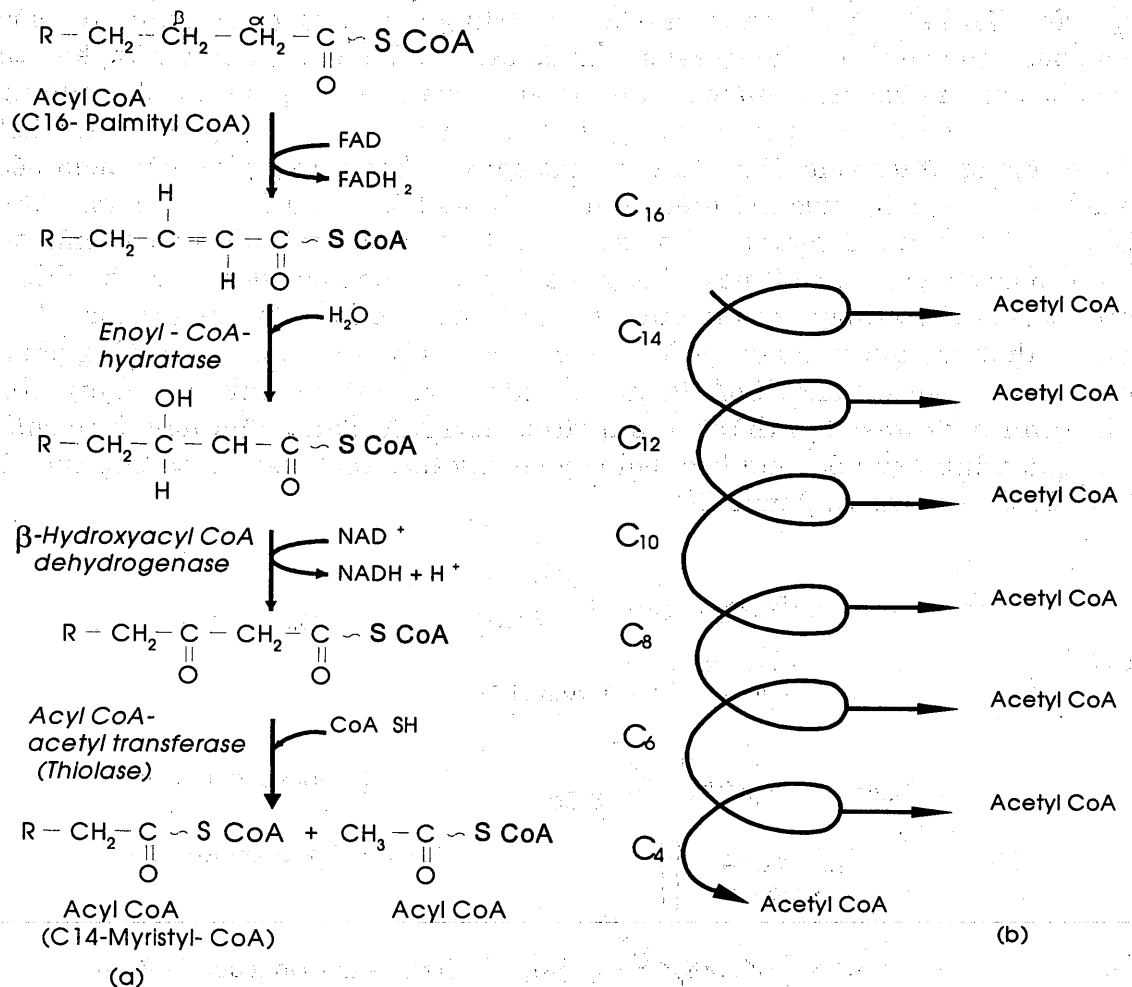 β α
R – CH₂ – CH₂ – CH₂ – C ~ S CoA
||
O
Acyl CoA
(C16- Palmityl CoA)
FAD
FADH₂
H
|
R – CH₂ – C = C – C ~ S CoA
| ||
H O
H₂O
Enoyl - CoA-
hydratase
OH
|
R – CH₂ – C – CH – C ~ S CoA
| ||
H O
β-Hydroxyacyl CoA
dehydrogenase
NAD⁺
NADH + H⁺
R – CH₂ – C – CH₂ – C ~ S CoA
|| ||
O O
Acyl CoA-
acetyl transferase
(Thiolase)
CoA SH
R – CH₂ – C ~ S CoA + CH₃ – C ~ S CoA
|| ||
O O
Acyl CoA
(C14-Myristyl- CoA)
Acyl CoA
(a)
C₁₆
Acetyl CoA
C₁₄
Acetyl CoA
C₁₂
Acetyl CoA
C₁₀
Acetyl CoA
C₈
Acetyl CoA
C₆
Acetyl CoA
C₄
Acetyl CoA
(b)